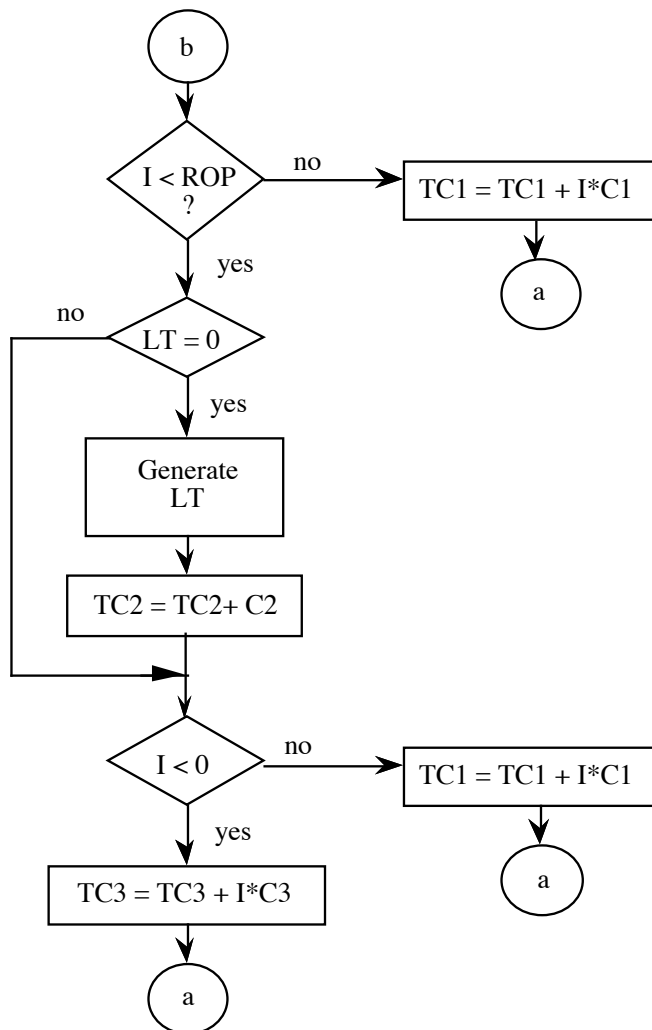 b
I < ROP
?
no
TC1 = TC1 + I*C1
a
yes
no
LT = 0
yes
Generate
LT
TC2 = TC2+ C2
I < 0
no
TC1 = TC1 + I*C1
a
yes
TC3 = TC3 + I*C3
a